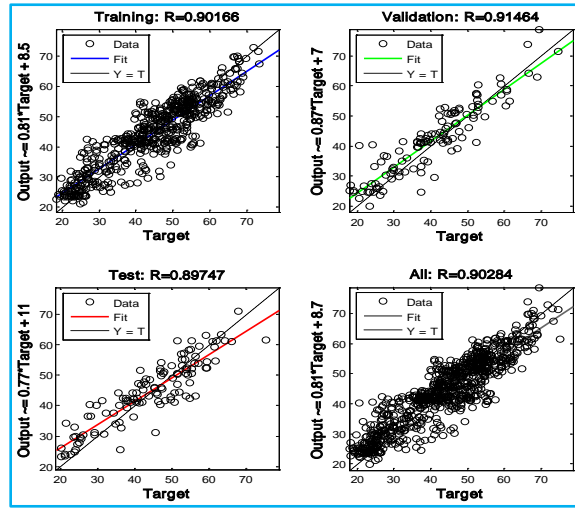 Training: R=0.90166
Output ~= 0.81*Target + 8.5
Data
Fit
Y = T
70
60
50
40
30
20
20 30 40 50 60 70
Target
Validation: R=0.91464
Output ~= 0.87*Target + 7
Data
Fit
Y = T
70
60
50
40
30
20
20 30 40 50 60 70
Target
Test: R=0.89747
Output ~= 0.77*Target + 11
Data
Fit
Y = T
70
60
50
40
30
20
20 30 40 50 60 70
Target
All: R=0.90284
Output ~= 0.81*Target + 8.7
Data
Fit
Y = T
70
60
50
40
30
20
20 30 40 50 60 70
Target